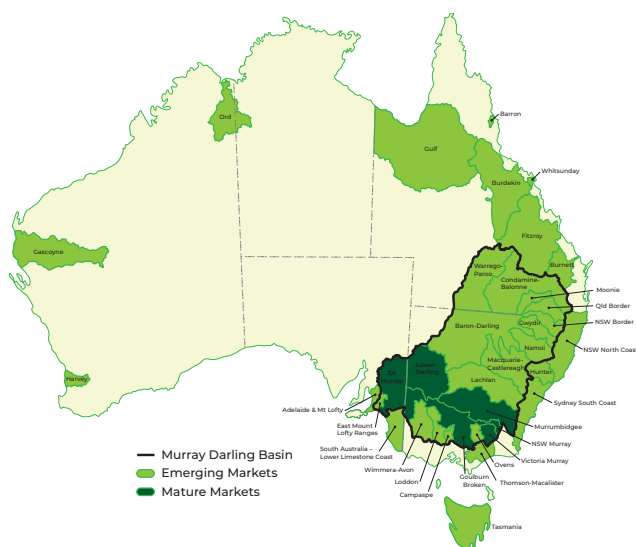 Ord
Barron
Gulf
Whitsunday
Burdekin
Fitzroy
Gascoyne
Burnett
Warrego-
Paroo
Condamine-
Balonne
Moonie
Qld Border
Baron-Darling
Gwydir
NSW Border
Namoi
NSW North Coast
Macquarie-
Castlereagh
Lower
Darling
SA
Murray
Hunter
Harvey
Lachlan
Sydney South Coast
Adelaide & Mt Lofty
East Mount
Lofty Ranges
Murrumbidgee
NSW Murray
South Australia –
Lower Limestone Coast
Victoria Murray
Wimmera-Avon
Ovens
Loddon
Goulburn
Broken
Thomson-Macalister
Campaspe
Tasmania
Murray Darling Basin
Emerging Markets
Mature Markets